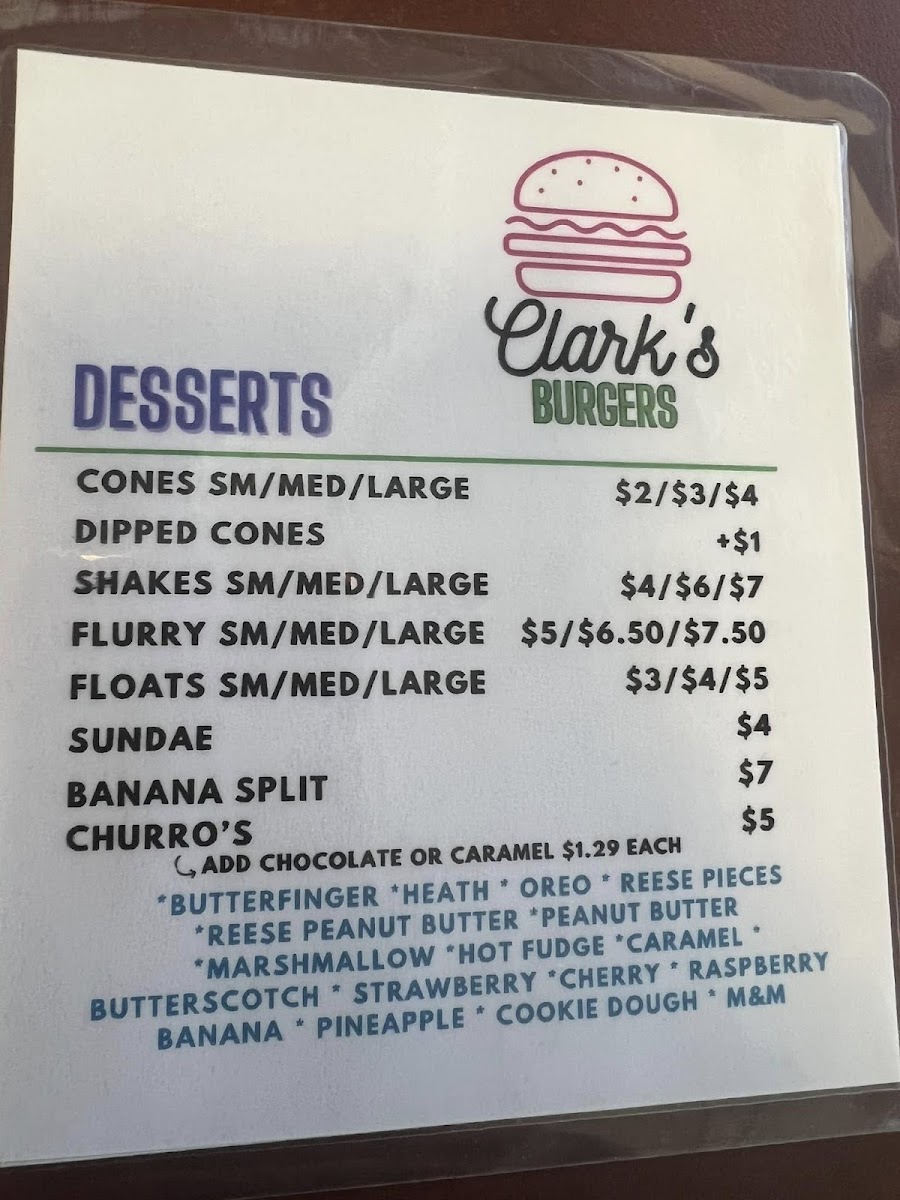 Clark's
BURGERS
DESSERTS
CONES SM/MED/LARGE $2/$3/$4
DIPPED CONES +$1
SHAKES SM/MED/LARGE $4/$6/$7
FLURRY SM/MED/LARGE $5/$6.50/$7.50
FLOATS SM/MED/LARGE $3/$4/$5
SUNDAE $4
BANANA SPLIT $7
CHURRO'S $5
ADD CHOCOLATE OR CARAMEL $1.29 EACH
*BUTTERFINGER *HEATH * OREO * REESE PIECES
*REESE PEANUT BUTTER *PEANUT BUTTER
*MARSHMALLOW *HOT FUDGE *CARAMEL *
BUTTERSCOTCH * STRAWBERRY *CHERRY * RASPBERRY
BANANA * PINEAPPLE * COOKIE DOUGH * M&M